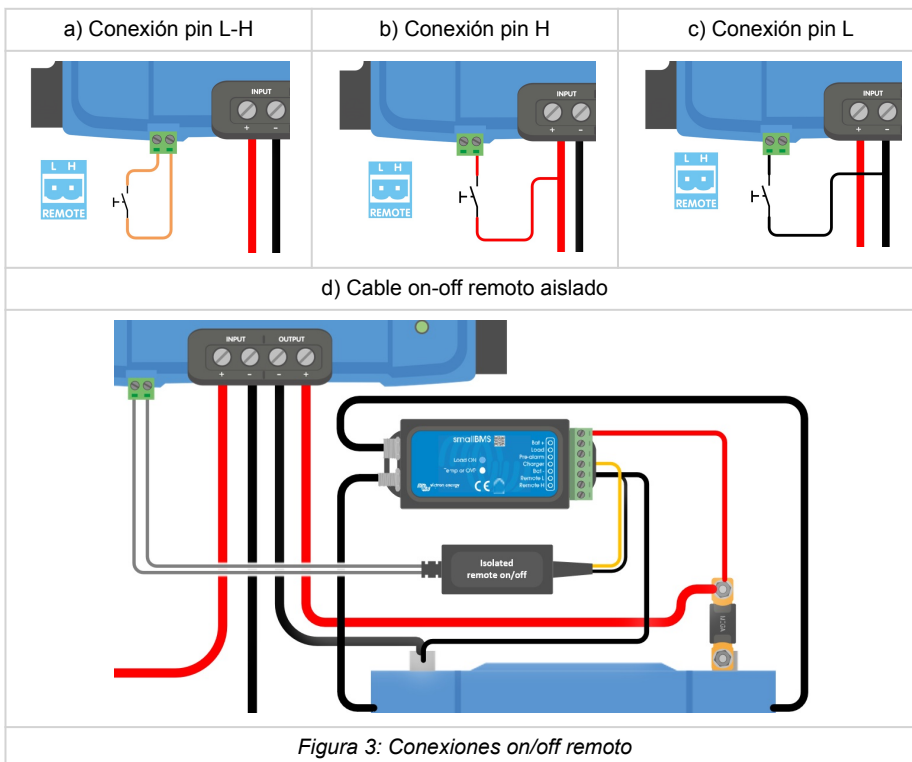 a) Conexión pin L-H
b) Conexión pin H
c) Conexión pin L
INPUT
+ -
L H
REMOTE
INPUT
+ -
L H
REMOTE
INPUT
+ -
L H
REMOTE
d) Cable on-off remoto aislado
INPUT OUTPUT
+ - - +
smallBMS
Load ON
Temp or OVP
victron energy
CE
Bat +
Load
Pre-alarm
Charger
Bat -
Remote L
Remote H
Isolated
remote on/off
MEGA
Figura 3: Conexiones on/off remoto